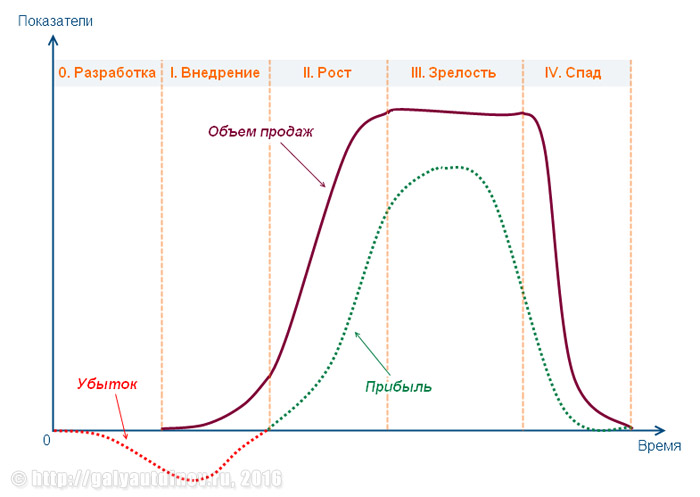 Показатели
0. Разработка I. Внедрение II. Рост III. Зрелость IV. Спад
Объем продаж
Убыток
Прибыль
0
Время
© http://galyautdinov.ru, 2016